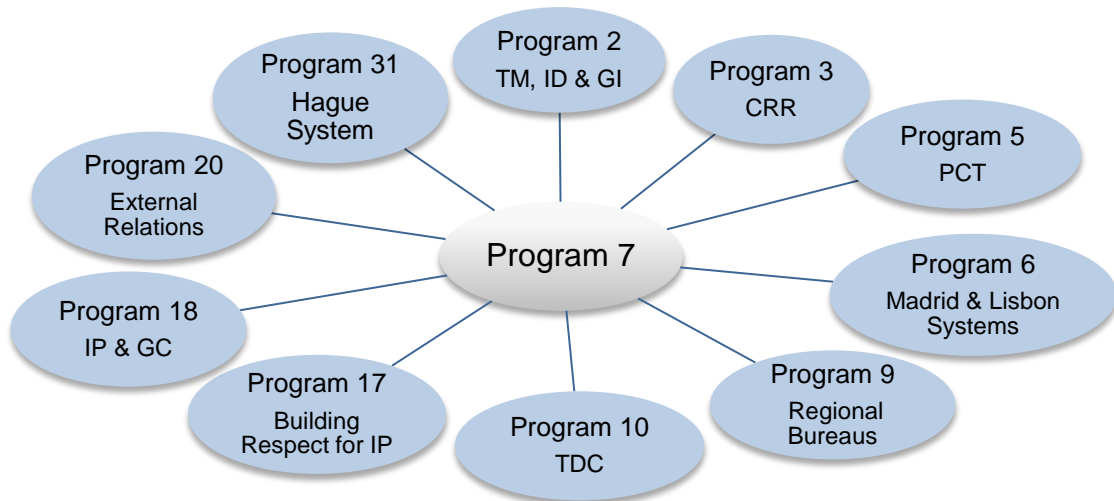 Program 2
TM, ID & GI
Program 3
CRR
Program 5
PCT
Program 6
Madrid & Lisbon
Systems
Program 9
Regional
Bureaus
Program 10
TDC
Program 17
Building
Respect for IP
Program 18
IP & GC
Program 20
External
Relations
Program 31
Hague
System
Program 7